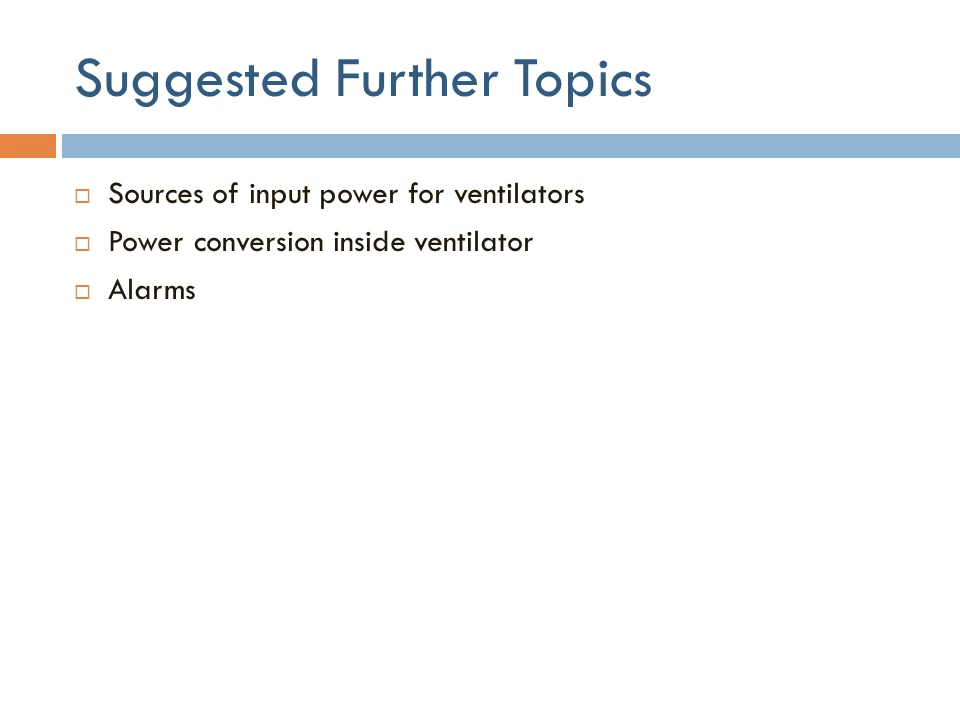 Suggested Further Topics
Sources of input power for ventilators
Power conversion inside ventilator
Alarms